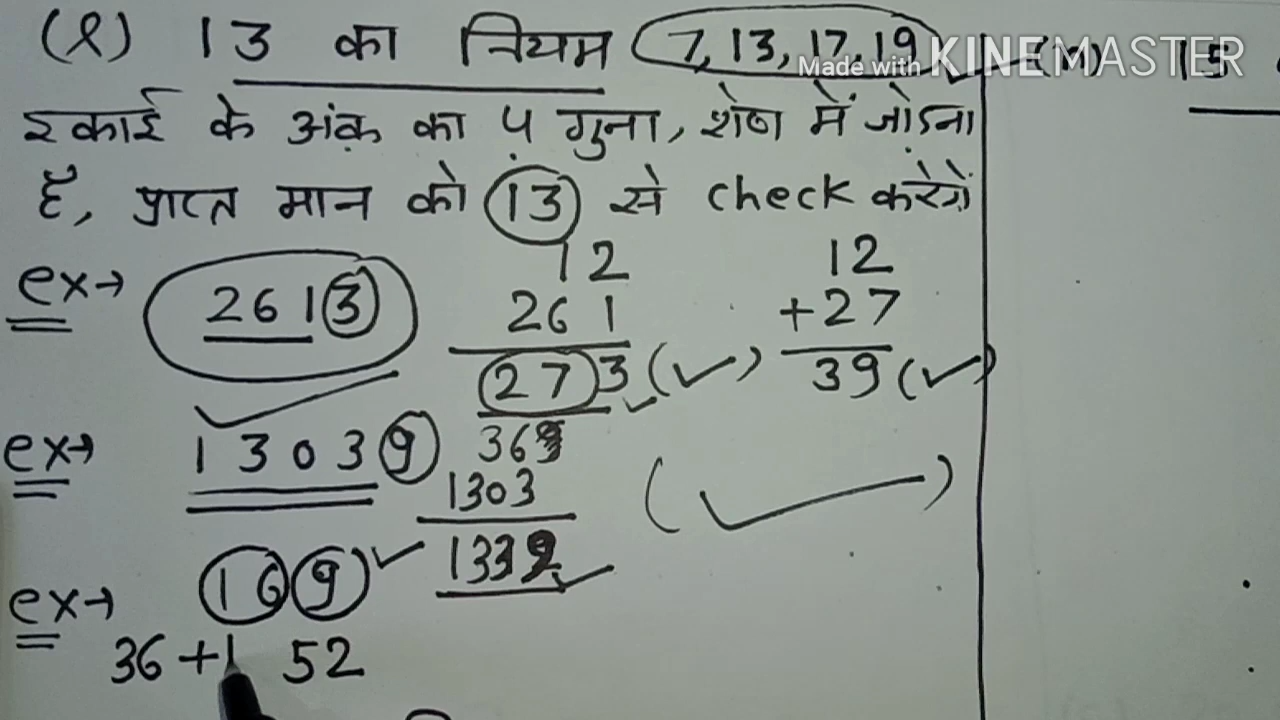 (l) 13 का नियम (7, 13, 17, 19) (n) 15
Made with KINEMASTER
इकाई के अंक का 4 गुना, शेष में जोड़ना
है, प्राप्त मान को 13 से check करेगें
ex→ 2613
12
261
273 (✓)
12
+27
39 (✓)
ex→ 13039
36
1303
1339
(✓)
ex→ 169 ✓
36+1 52